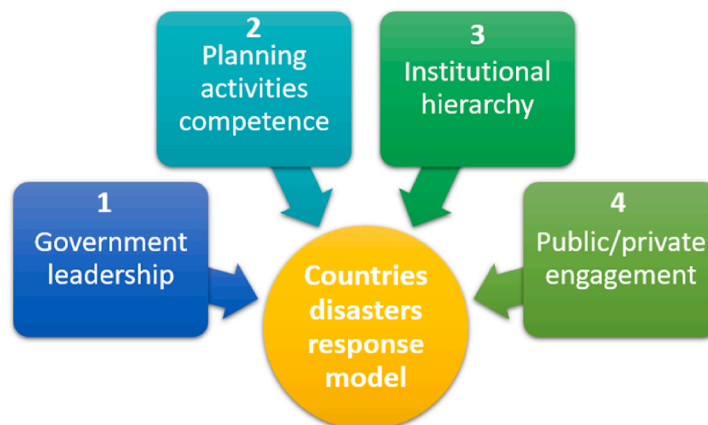 1
Government
leadership
2
Planning
activities
competence
3
Institutional
hierarchy
4
Public/private
engagement
Countries
disasters
response
model